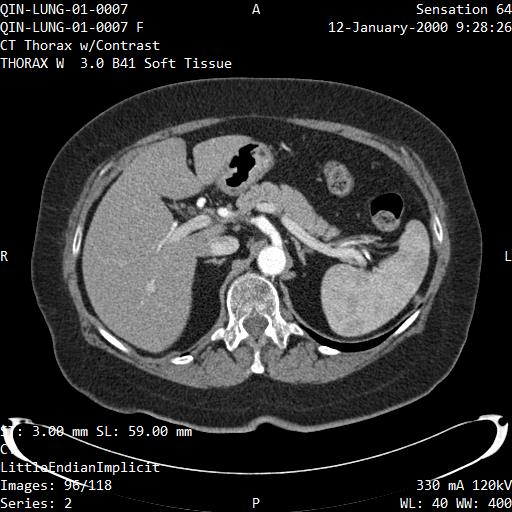 QIN-LUNG-01-0007
A
Sensation 64
QIN-LUNG-01-0007 F
12-January-2000 9:28:26
CT Thorax w/Contrast
THORAX W 3.0 B41 Soft Tissue
R
L
3.00 mm SL: 59.00 mm
LittleEndianImplicit
Images: 96/118
330 mA 120kV
Series: 2
P
WL: 40 WW: 400